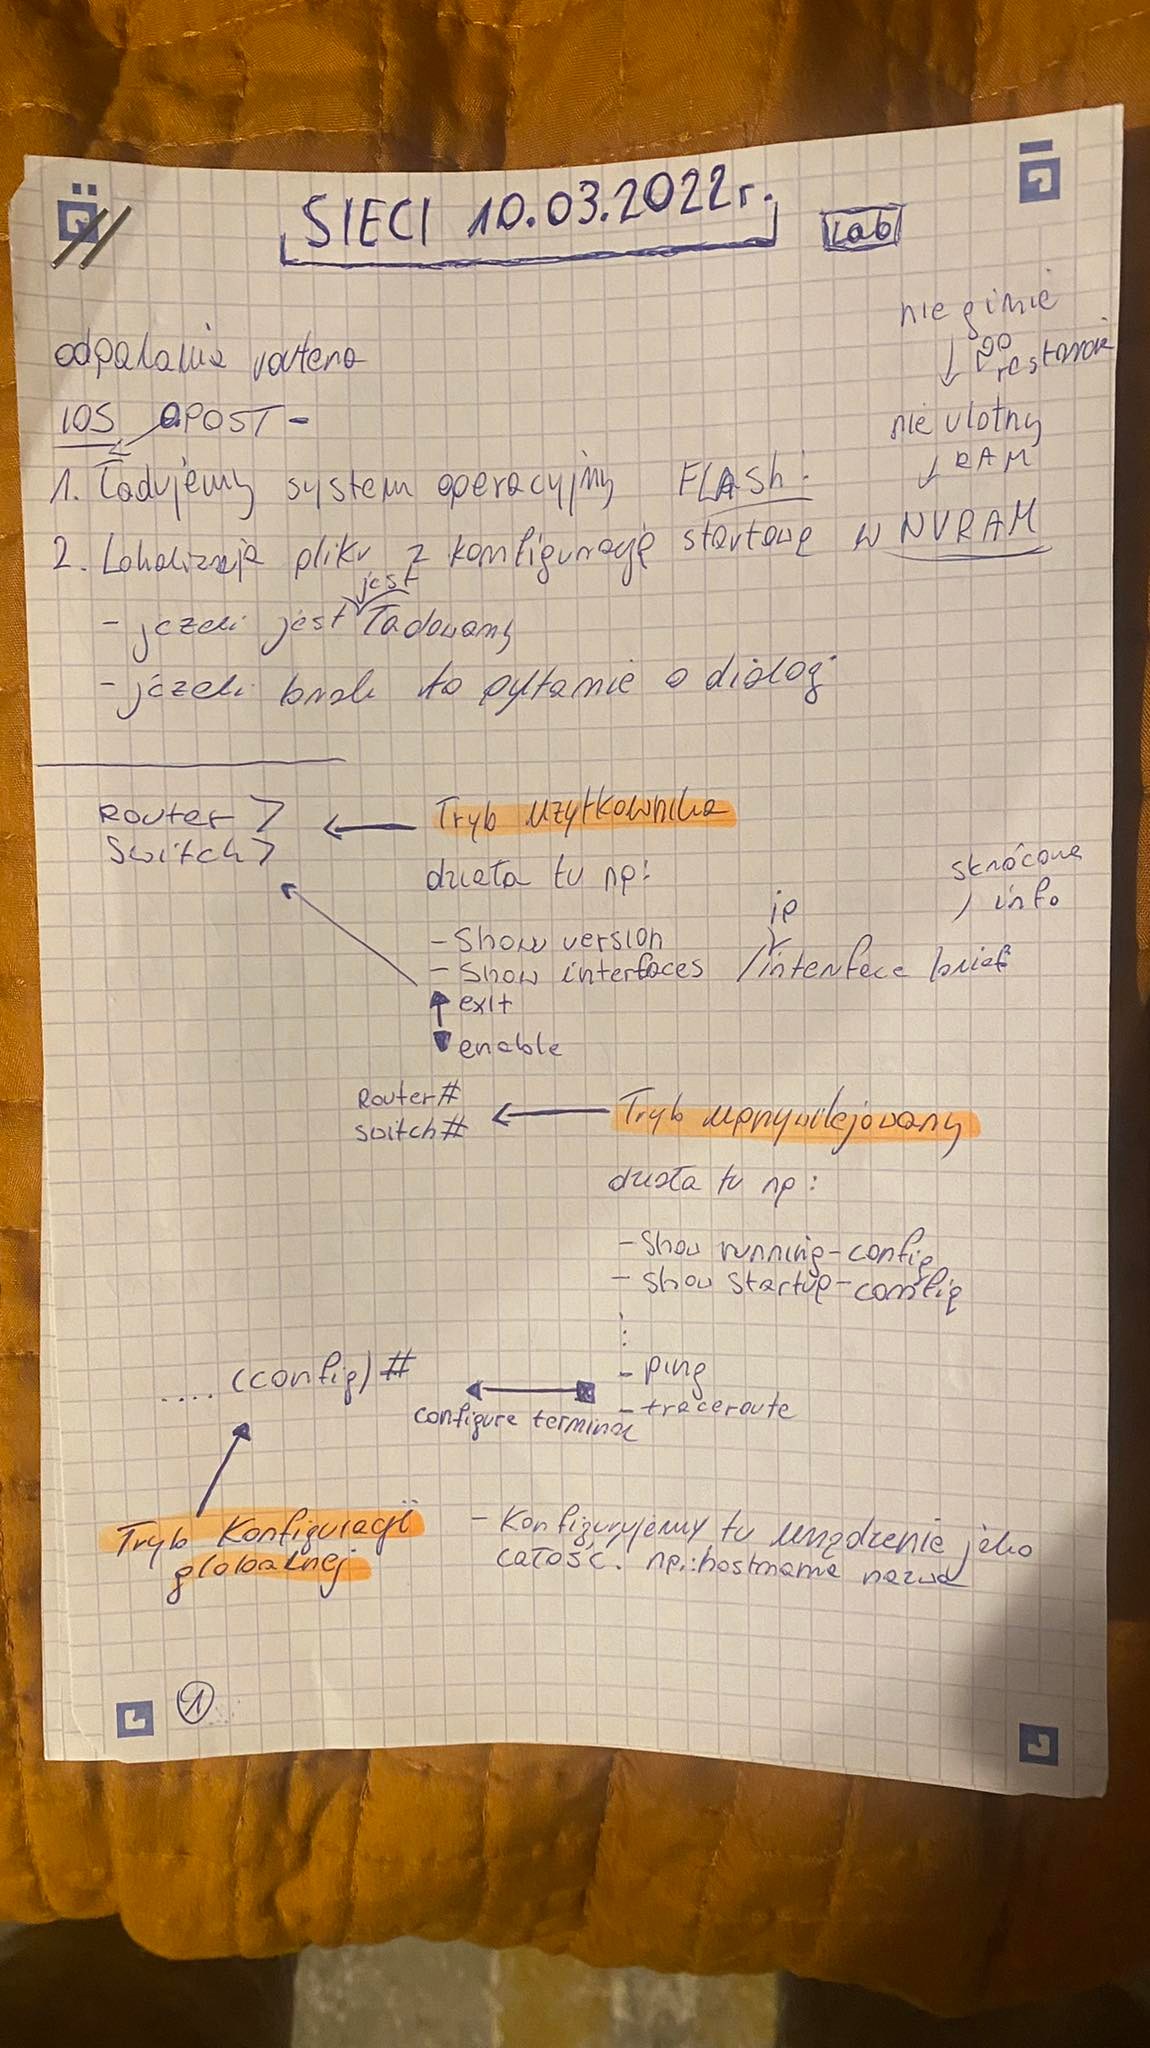 SIECI 10.03.2022r.
Lab
nie ginie
po restarcie
odpalanie routera
nie ulotny
RAM
IOS POST -
1. Ładujemy system operacyjny FLASH:
2. Lokalizacja pliku z konfiguracją startową w NVRAM
- jeżeli jest jest ładowany
- jeżeli brak to pytanie o dialog
Router >
Switch >
Tryb użytkownika
działa tu np:
skrócone
info
- Show version
ip
- Show interfaces / interface brief
exit
enable
Router#
switch#
Tryb uprzywilejowany
działa tu np:
- Show running-config
- Show startup-config
⋮
- ping
.... (config)#
- traceroute
configure terminal
Tryb Konfiguracji
globalnej
- Konfigurujemy tu urządzenie jako
całość. np.: hostname nazwa
1